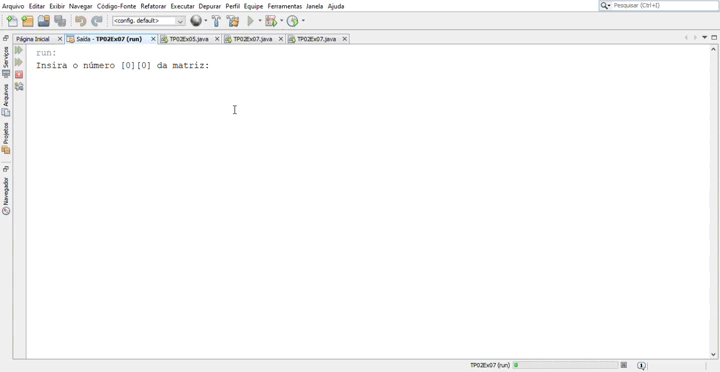 Arquivo Editar Exibir Navegar Código-Fonte Refatorar Executar Depurar Perfil Equipe Ferramentas Janela Ajuda
Pesquisar (Ctrl+I)
<config. default>
Página Inicial
Saída - TP02Ex07 (run)
TP02Ex05.java
TP02Ex07.java
TP02Ex07.java
Serviços
Arquivos
Projetos
Navegador
run:
Insira o número [0][0] da matriz:
TP02Ex07 (run)